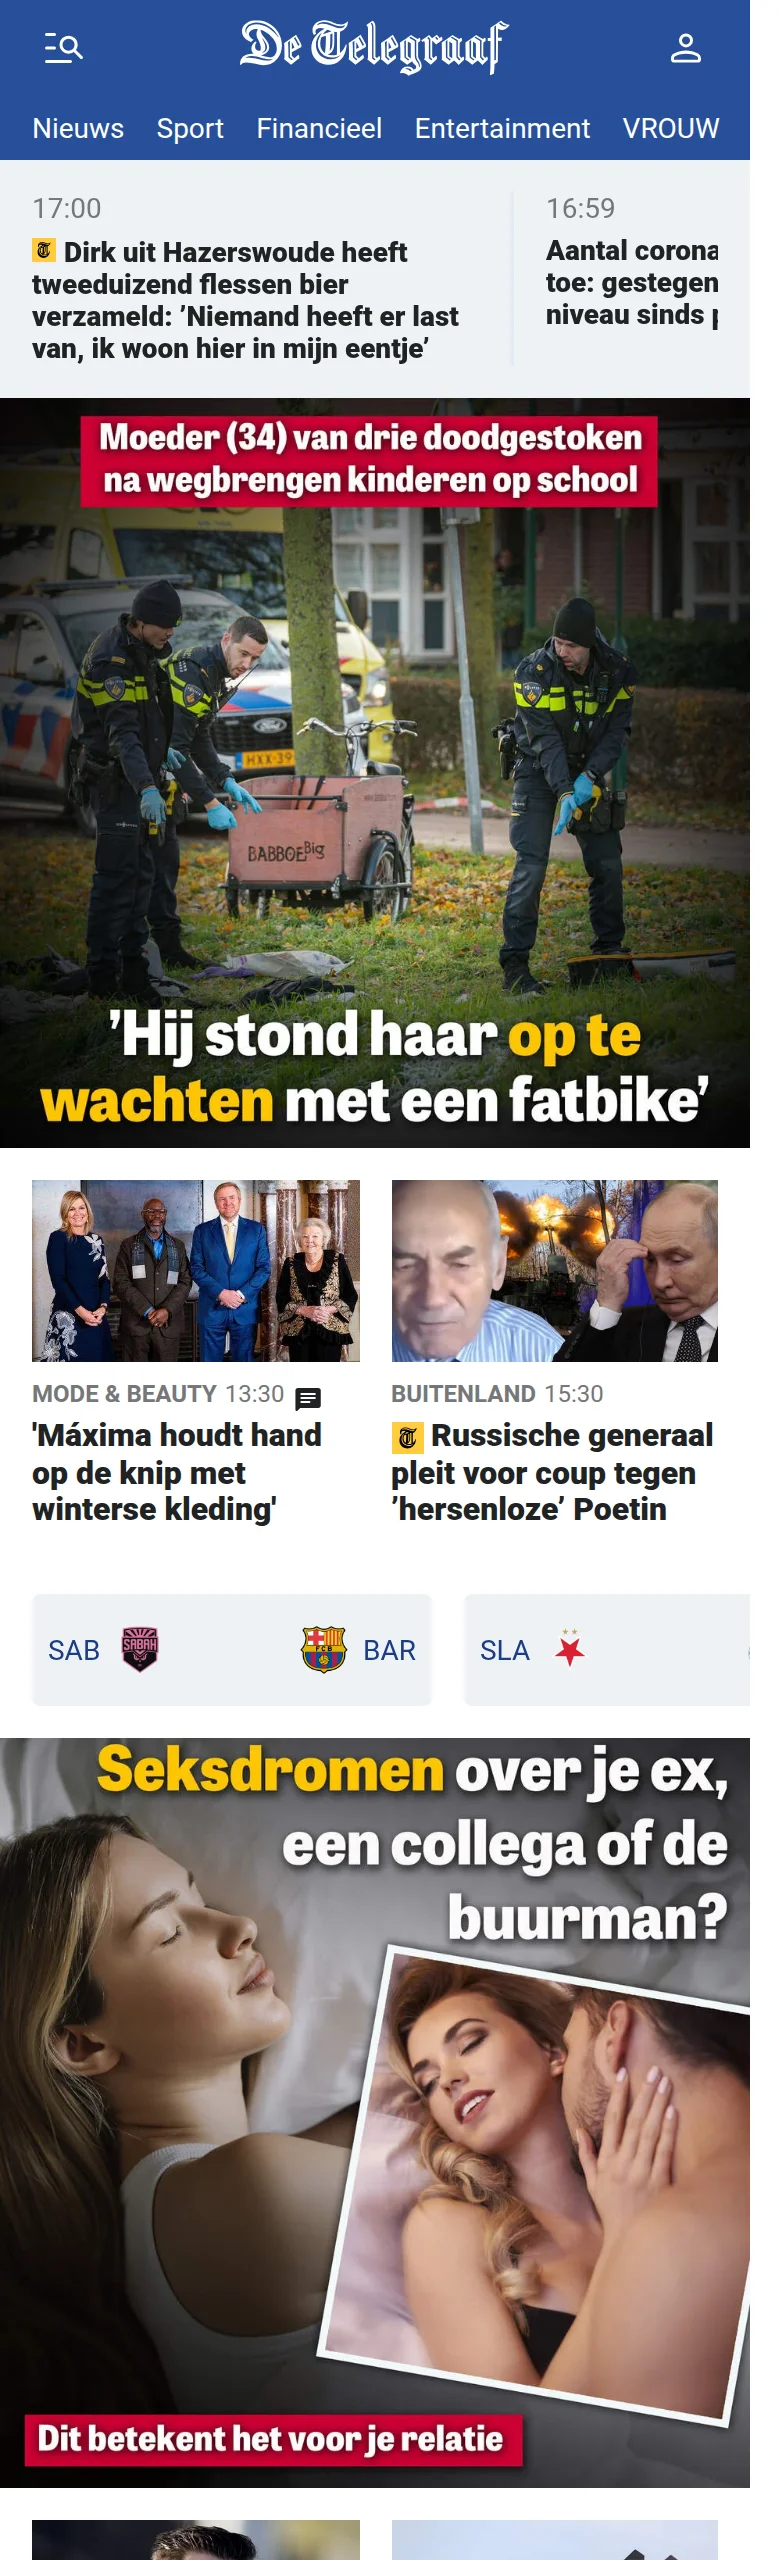 De Telegraaf
Nieuws Sport Financieel Entertainment VROUW
17:00
Dirk uit Hazerswoude heeft
tweeduizend flessen bier
verzameld: ’Niemand heeft er last
van, ik woon hier in mijn eentje’
16:59
Aantal corona
toe: gestegen
niveau sinds
Moeder (34) van drie doodgestoken
na wegbrengen kinderen op school
HXX-39
BABBOE Big
’Hij stond haar op te
wachten met een fatbike’
MODE & BEAUTY 13:30
'Máxima houdt hand
op de knip met
winterse kleding'
BUITENLAND 15:30
Russische generaal
pleit voor coup tegen
’hersenloze’ Poetin
SAB SABAH FCB BAR
SLA
Seksdromen over je ex,
een collega of de
buurman?
Dit betekent het voor je relatie